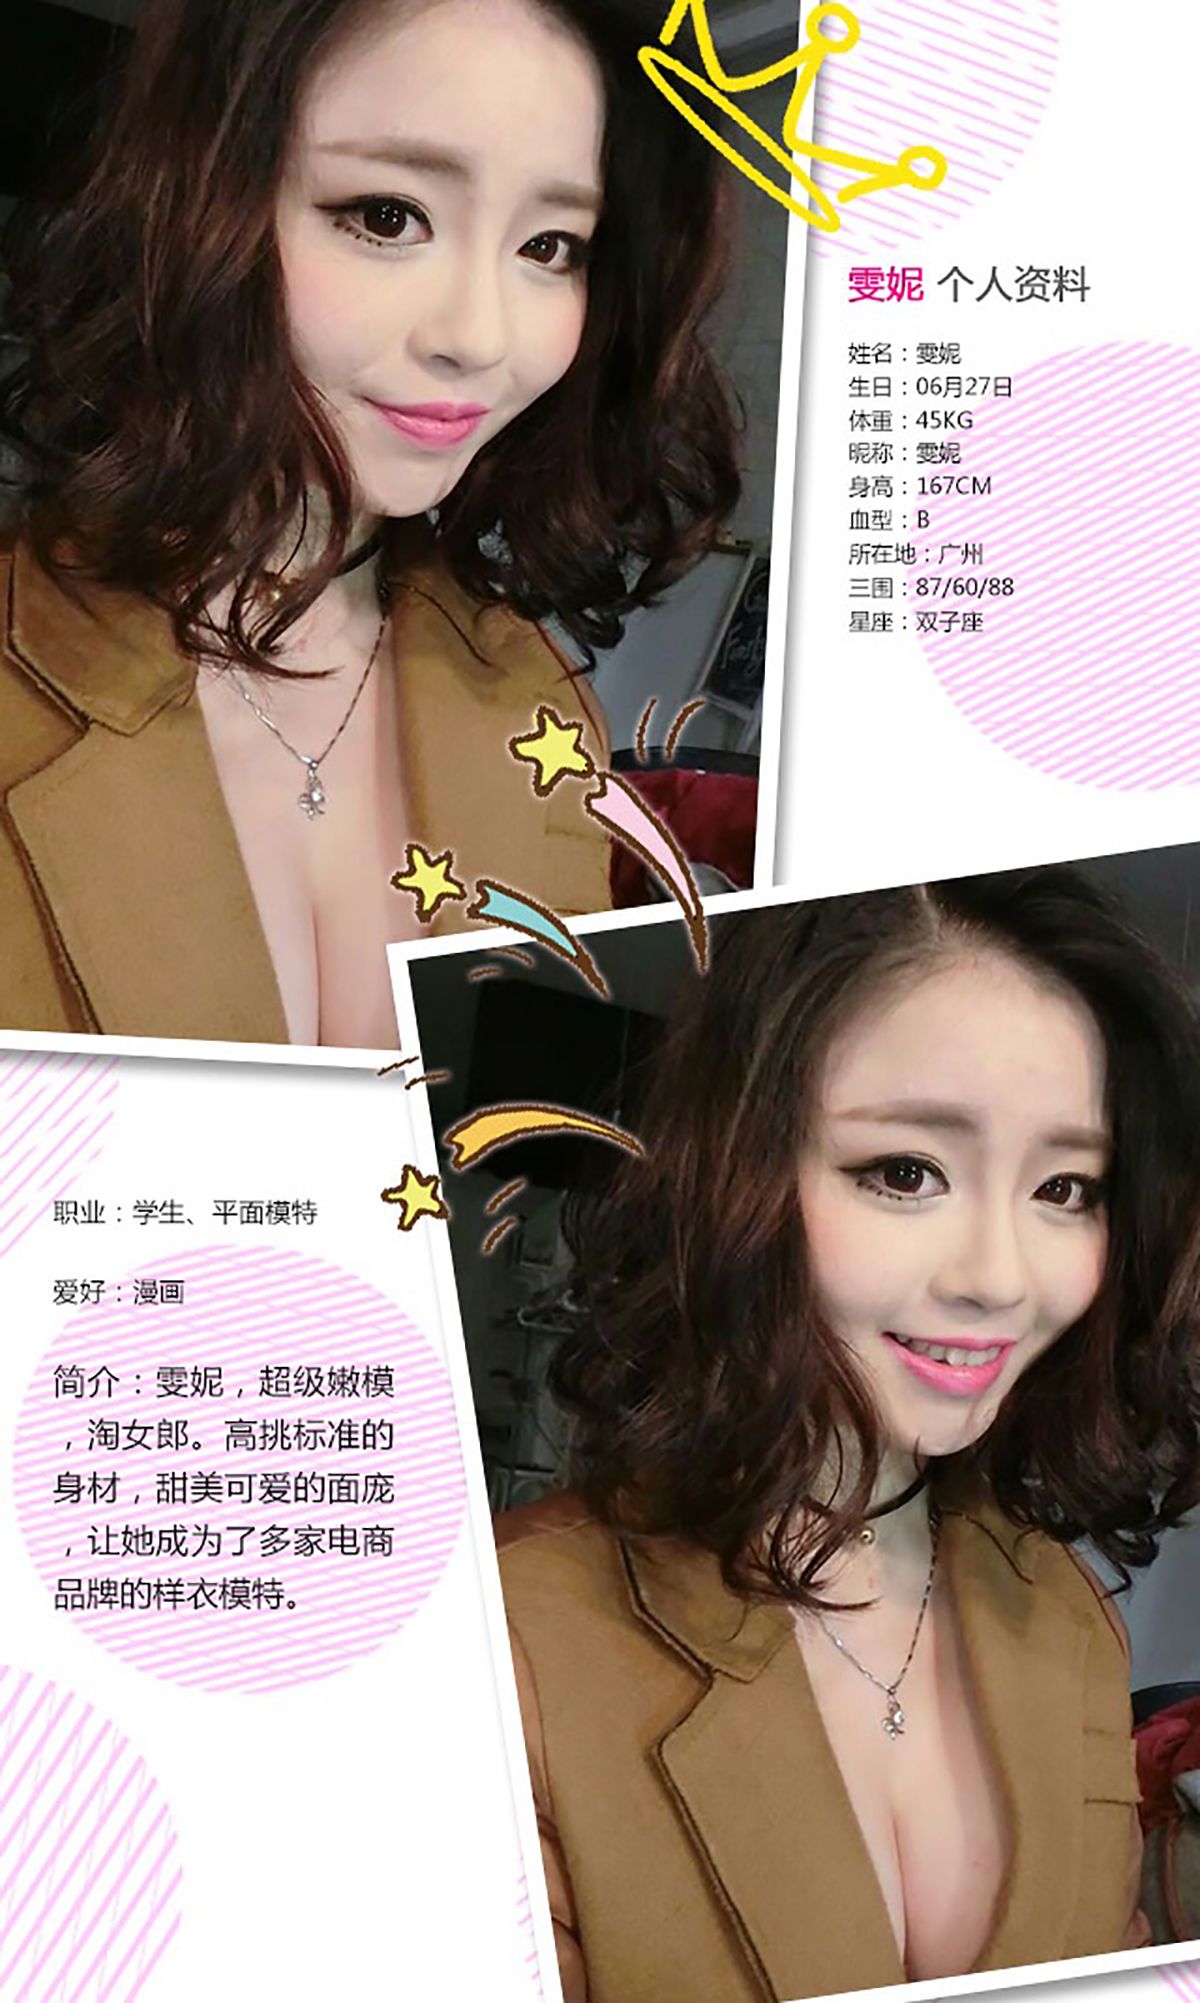 雯妮 个人资料
姓名：雯妮
生日：06月27日
体重：45KG
昵称：雯妮
身高：167CM
血型：B
所在地：广州
三围：87/60/88
星座：双子座
职业：学生、平面模特
爱好：漫画
简介：雯妮，超级嫩模
，淘女郎。高挑标准的
身材，甜美可爱的面庞
，让她成为了多家电商
品牌的样衣模特。